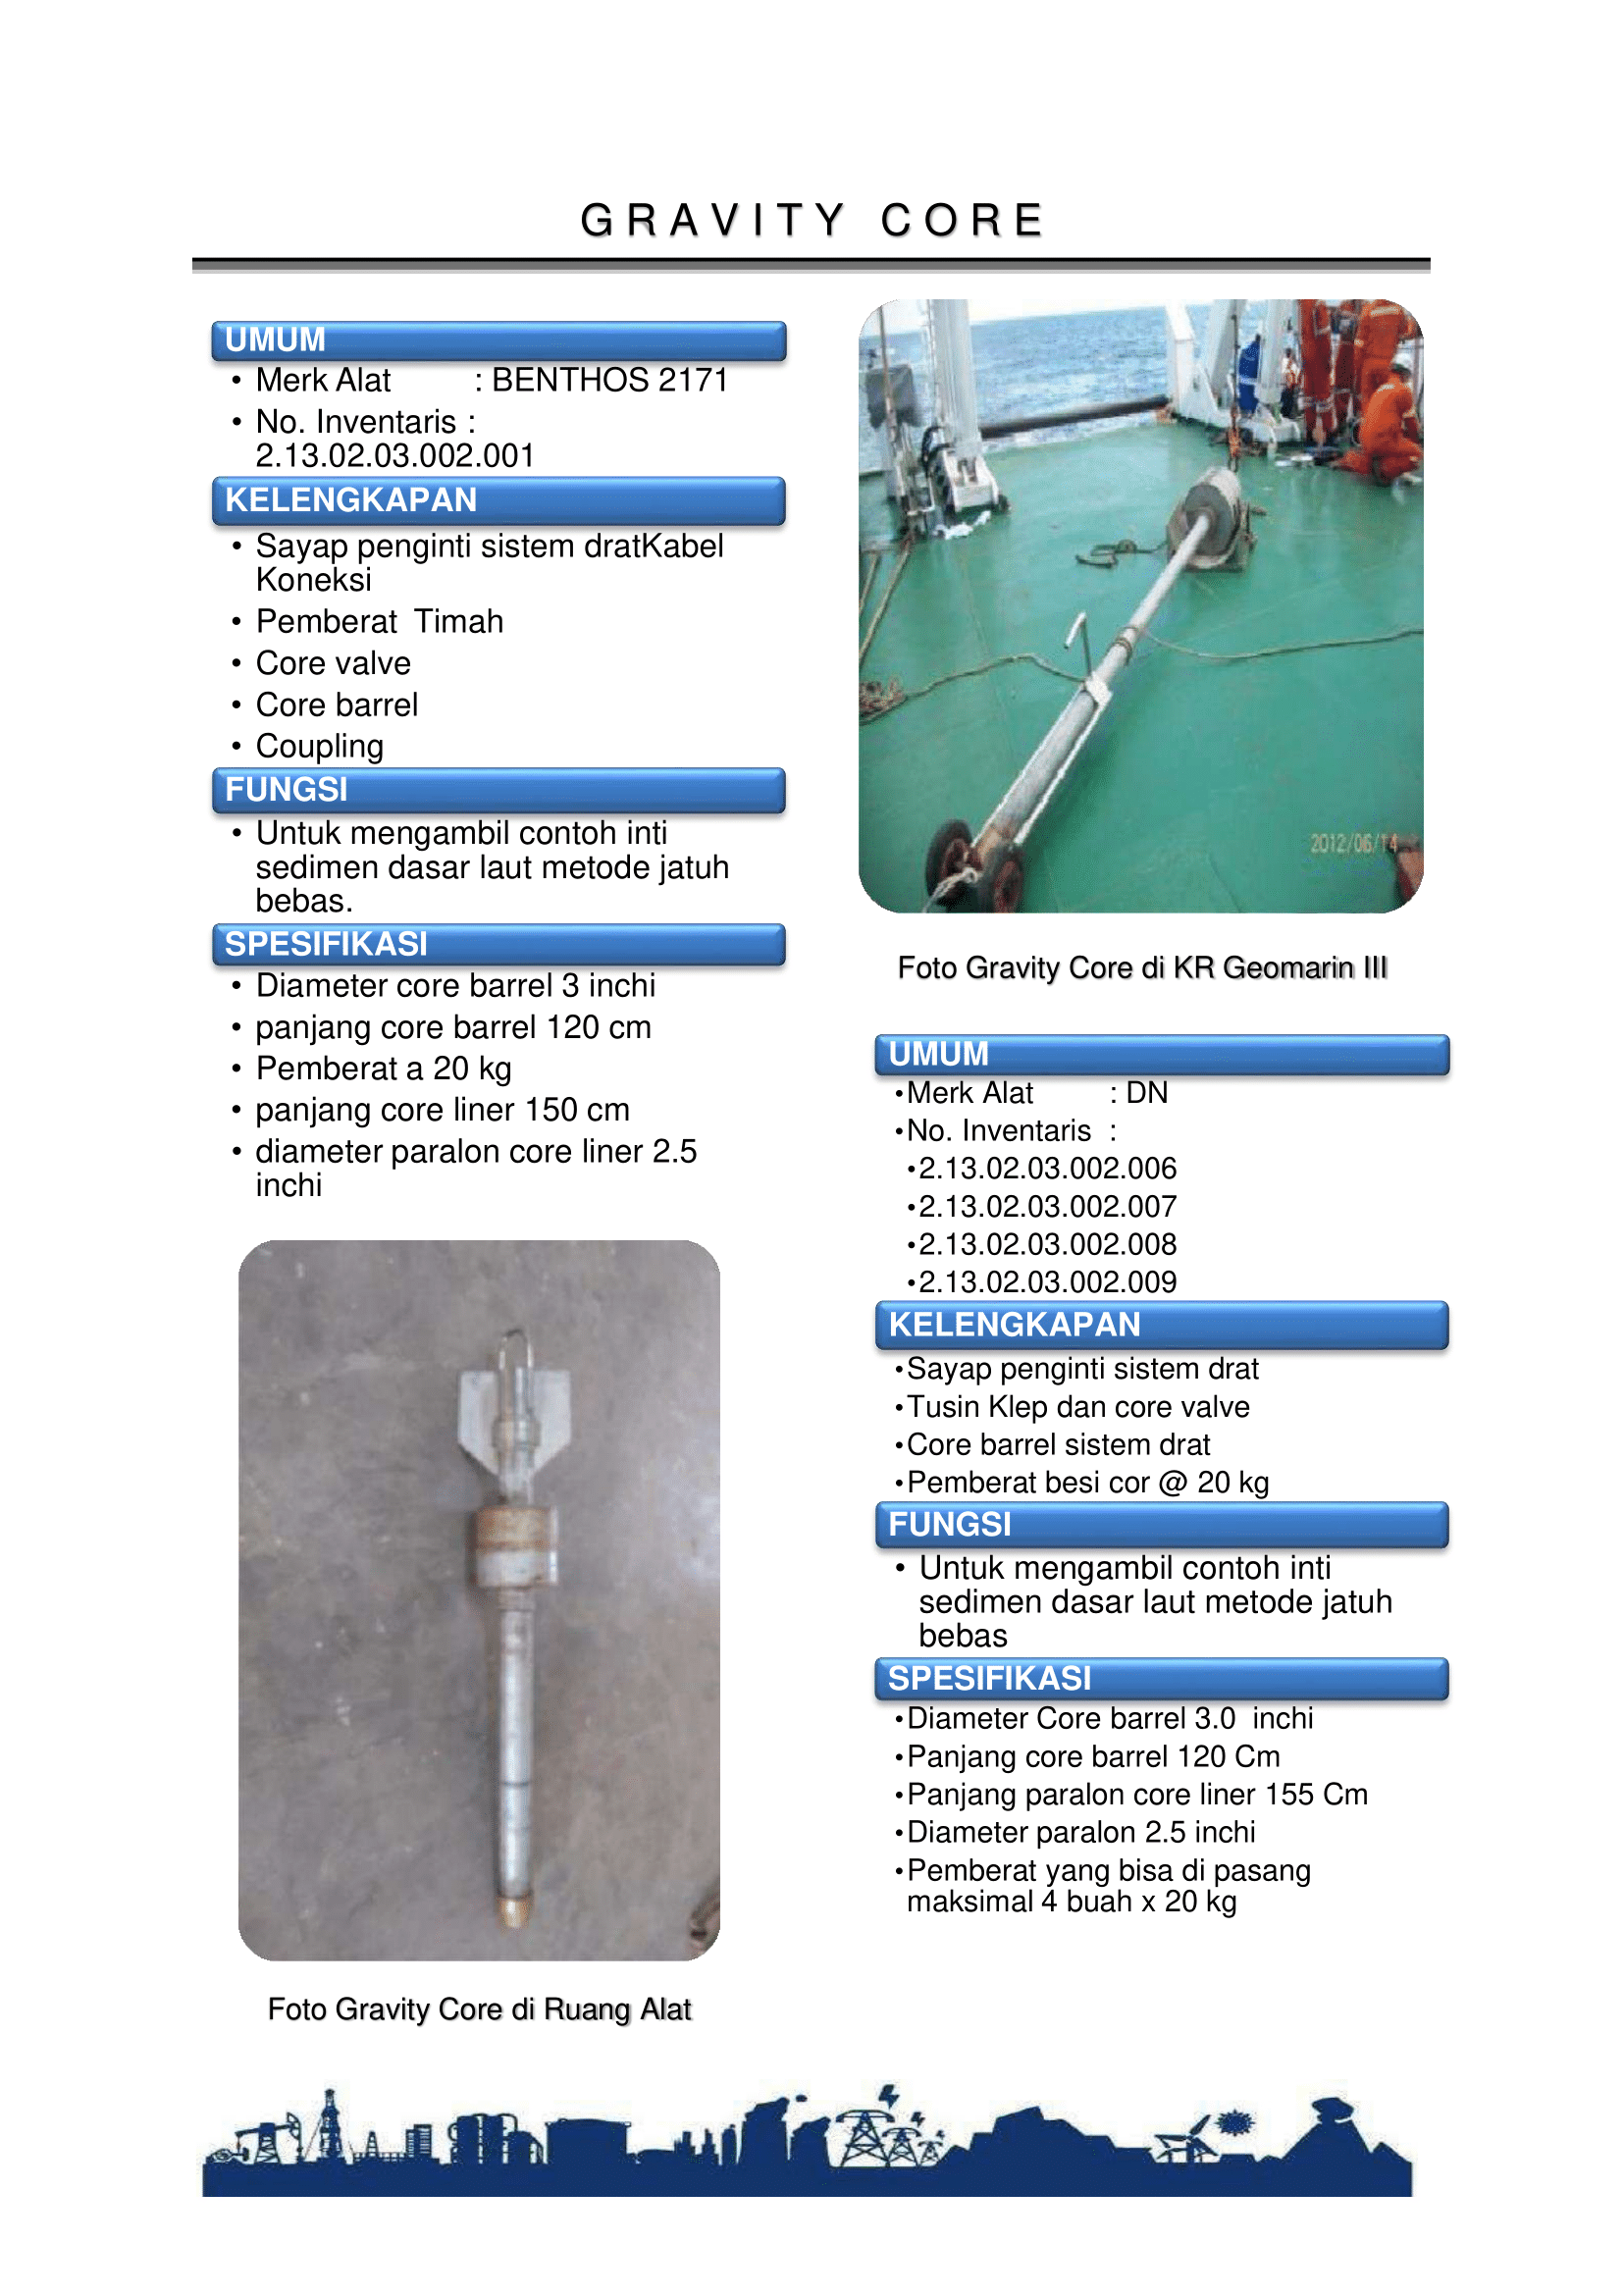 GRAVITY CORE
UMUM
• Merk Alat : BENTHOS 2171
• No. Inventaris :
2.13.02.03.002.001
KELENGKAPAN
• Sayap penginti sistem dratKabel
Koneksi
• Pemberat Timah
• Core valve
• Core barrel
• Coupling
FUNGSI
• Untuk mengambil contoh inti
sedimen dasar laut metode jatuh
bebas.
SPESIFIKASI
• Diameter core barrel 3 inchi
• panjang core barrel 120 cm
• Pemberat a 20 kg
• panjang core liner 150 cm
• diameter paralon core liner 2.5
inchi
Foto Gravity Core di Ruang Alat
2012/06/14
Foto Gravity Core di KR Geomarin III
UMUM
•Merk Alat : DN
•No. Inventaris :
•2.13.02.03.002.006
•2.13.02.03.002.007
•2.13.02.03.002.008
•2.13.02.03.002.009
KELENGKAPAN
•Sayap penginti sistem drat
•Tusin Klep dan core valve
•Core barrel sistem drat
•Pemberat besi cor @ 20 kg
FUNGSI
• Untuk mengambil contoh inti
sedimen dasar laut metode jatuh
bebas
SPESIFIKASI
•Diameter Core barrel 3.0 inchi
•Panjang core barrel 120 Cm
•Panjang paralon core liner 155 Cm
•Diameter paralon 2.5 inchi
•Pemberat yang bisa di pasang
maksimal 4 buah x 20 kg